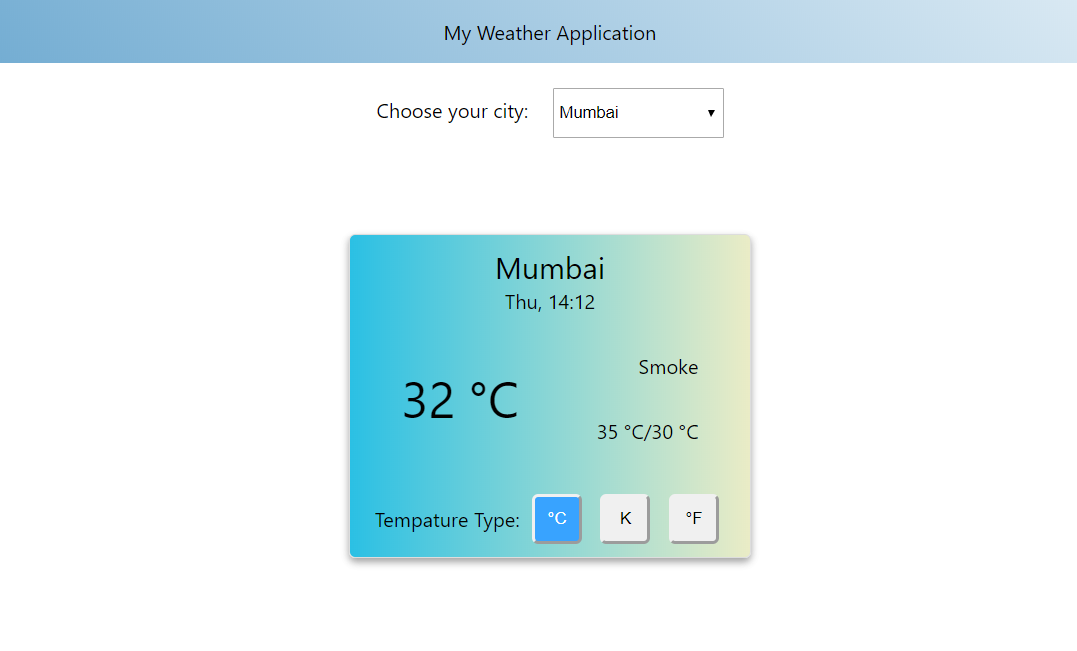 My Weather Application
Choose your city: Mumbai
Mumbai
Thu, 14:12
Smoke
32 °C
35 °C/30 °C
Tempature Type: °C K °F